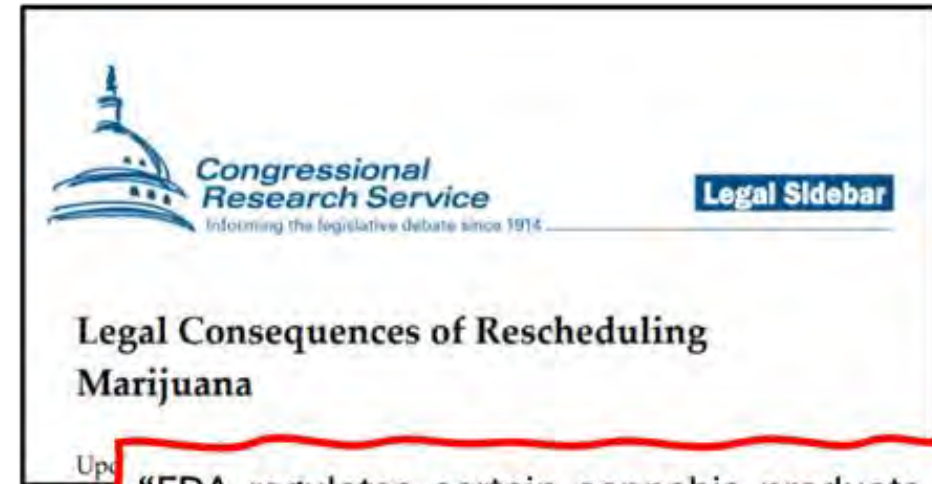 Congressional
Research Service
Informing the legislative debate since 1914
Legal Sidebar
Legal Consequences of Rescheduling
Marijuana